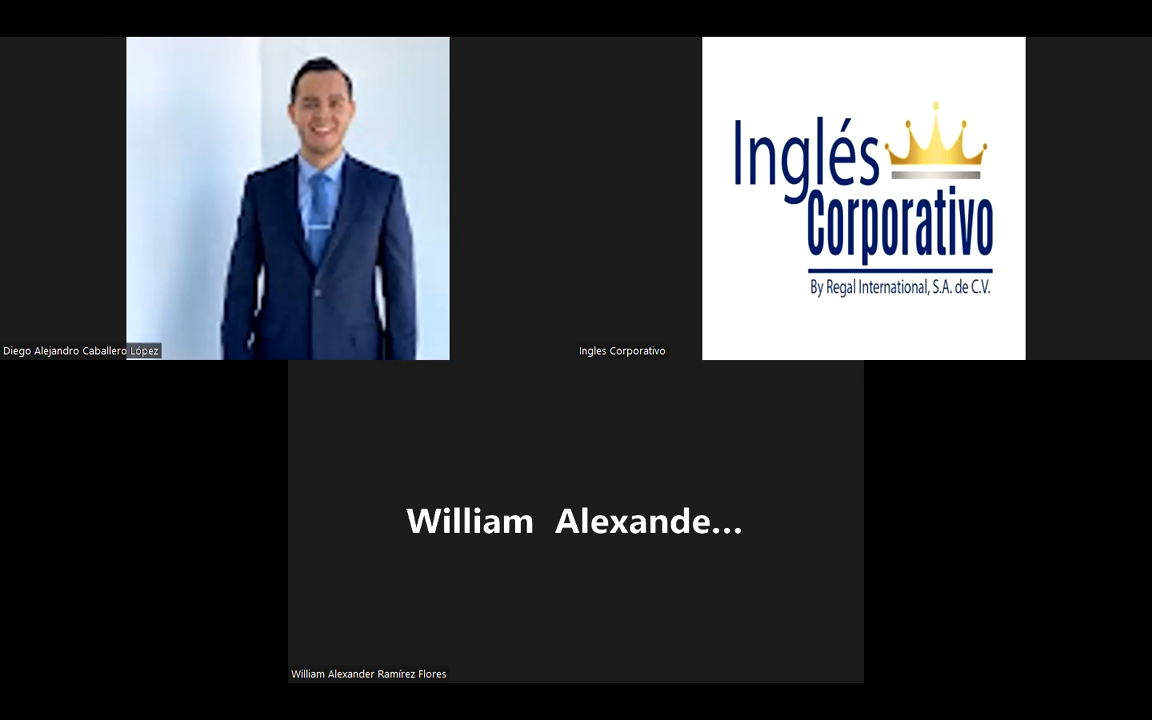 Inglés
Corporativo
By Regal International, S.A. de C.V.
Diego Alejandro Caballero López
Ingles Corporativo
William Alexande...
William Alexander Ramírez Flores